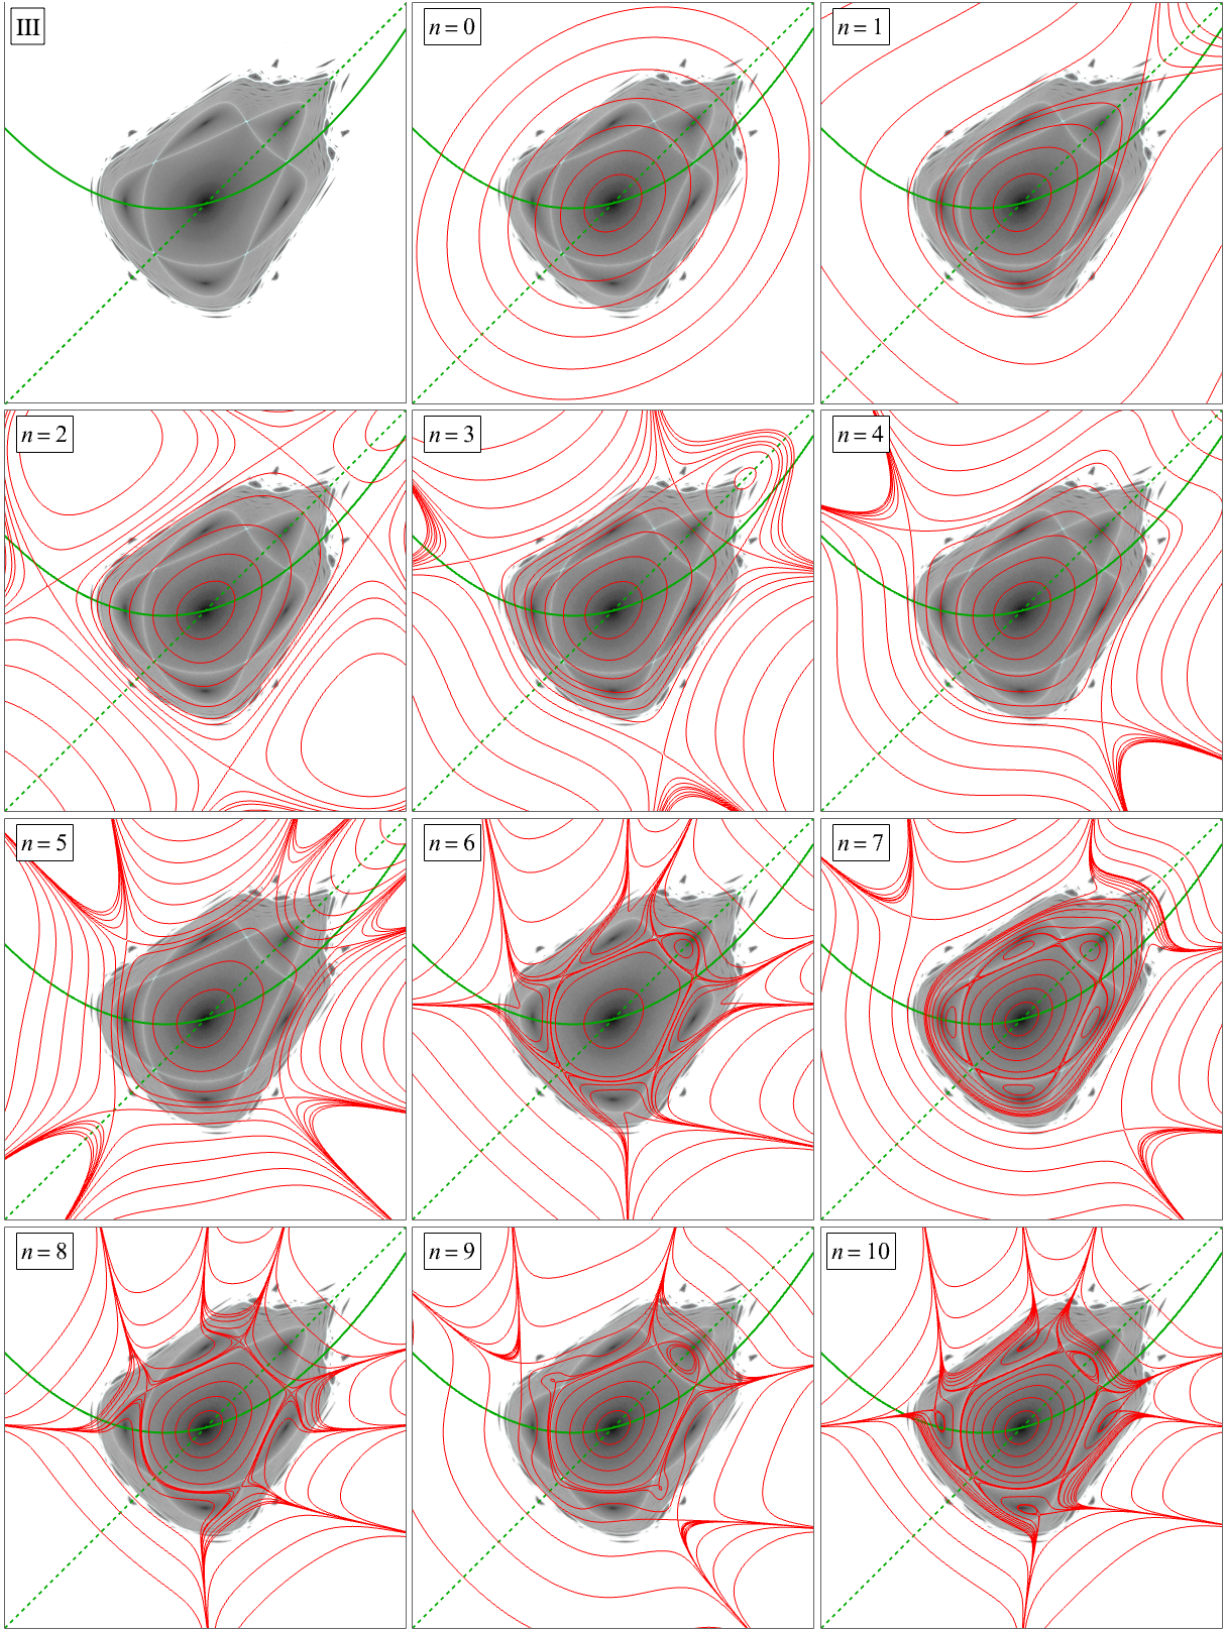 III
n = 0
n = 1
n = 2
n = 3
n = 4
n = 5
n = 6
n = 7
n = 8
n = 9
n = 10